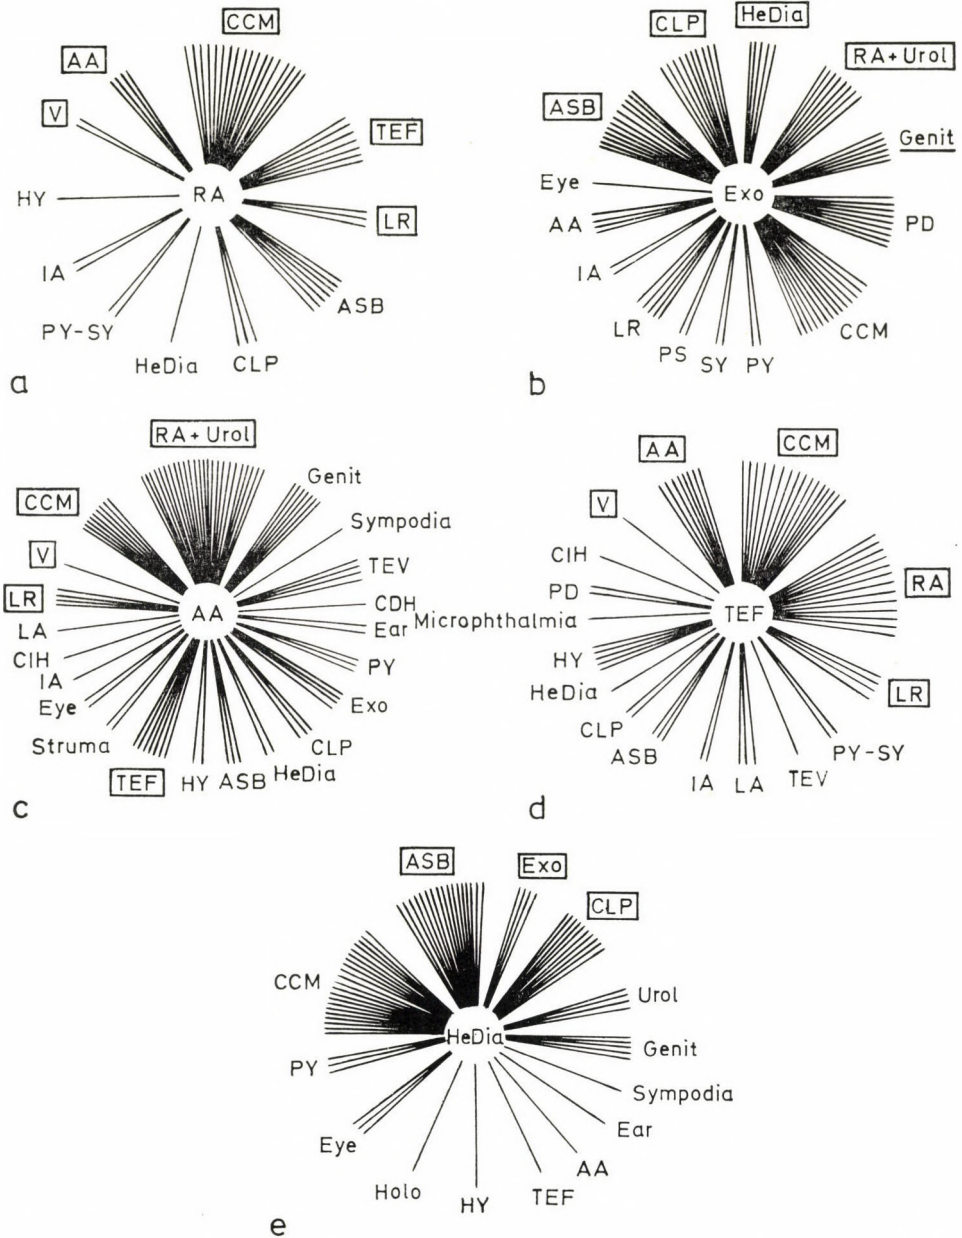 CCM
AA
V
TEF
RA
HY
LR
IA
ASB
PY-SY
HeDia
CLP
a
HeDia
CLP
RA+Urol
ASB
Genit
Eye
Exo
AA
PD
IA
LR
CCM
PS
SY
PY
b
RA+Urol
CCM
Genit
Sympodia
V
TEV
LR
AA
CDH
LA
Ear
CIH
PY
IA
Eye
Exo
Struma
CLP
TEF
HY
ASB
HeDia
c
AA
CCM
V
CIH
RA
PD
TEF
Microphthalmia
HY
HeDia
LR
CLP
ASB
PY-SY
IA
LA
TEV
d
ASB
Exo
CLP
CCM
Urol
HeDia
Genit
PY
Sympodia
Ear
Eye
AA
Holo
HY
TEF
e